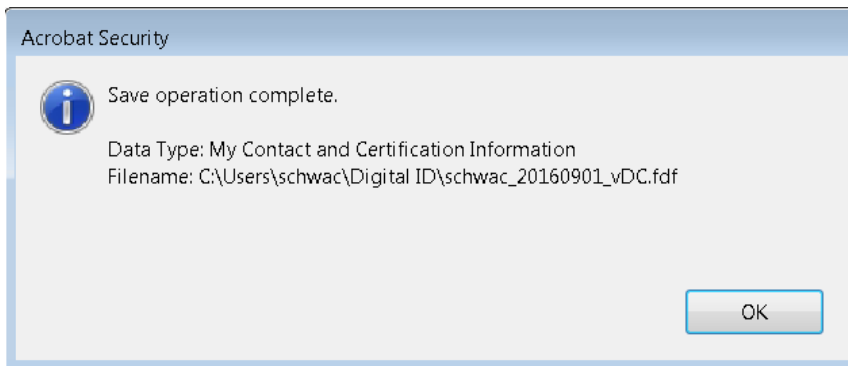 Acrobat Security
Save operation complete.
Data Type: My Contact and Certification Information
Filename: C:\Users\schwac\Digital ID\schwac_20160901_vDC.fdf
OK